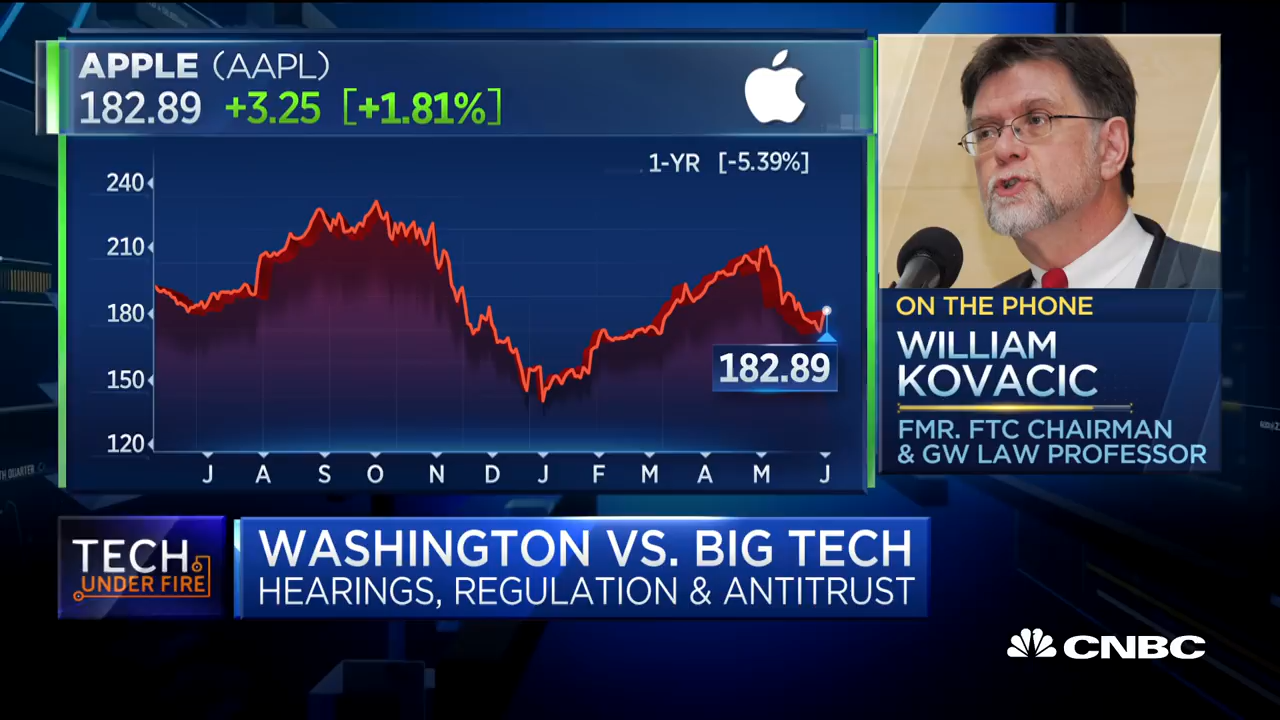 APPLE (AAPL)
182.89 +3.25 [+1.81%]
1-YR [-5.39%]
240
210
180
150
120
182.89
J A S O N D J F M A M J
ON THE PHONE
WILLIAM
KOVACIC
FMR. FTC CHAIRMAN
& GW LAW PROFESSOR
TECH
UNDER FIRE
WASHINGTON VS. BIG TECH
HEARINGS, REGULATION & ANTITRUST
CNBC